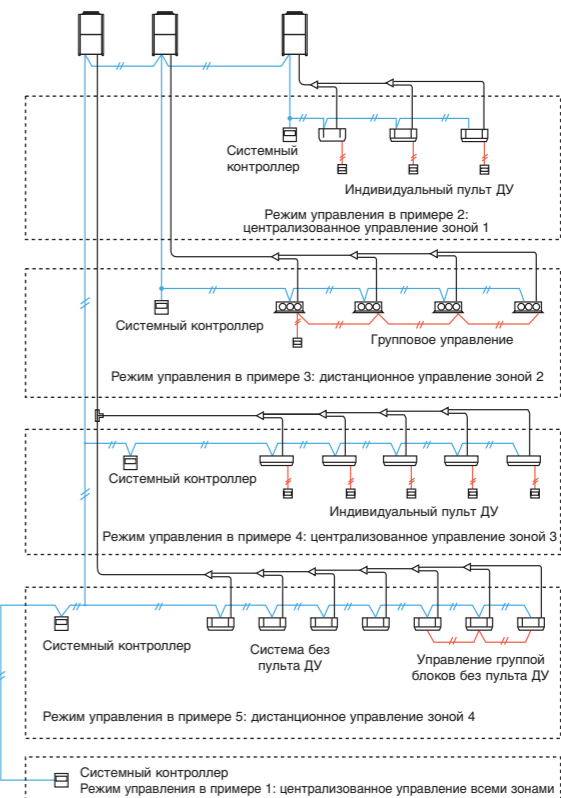 Системный
контроллер
Индивидуальный пульт ДУ
Режим управления в примере 2:
централизованное управление зоной 1
Системный контроллер
Групповое управление
Режим управления в примере 3: дистанционное управление зоной 2
Системный контроллер
Индивидуальный пульт ДУ
Режим управления в примере 4: централизованное управление зоной 3
Системный контроллер
Система без
пульта ДУ
Управление группой
блоков без пульта ДУ
Режим управления в примере 5: дистанционное управление зоной 4
Системный контроллер
Режим управления в примере 1: централизованное управление всеми зонами